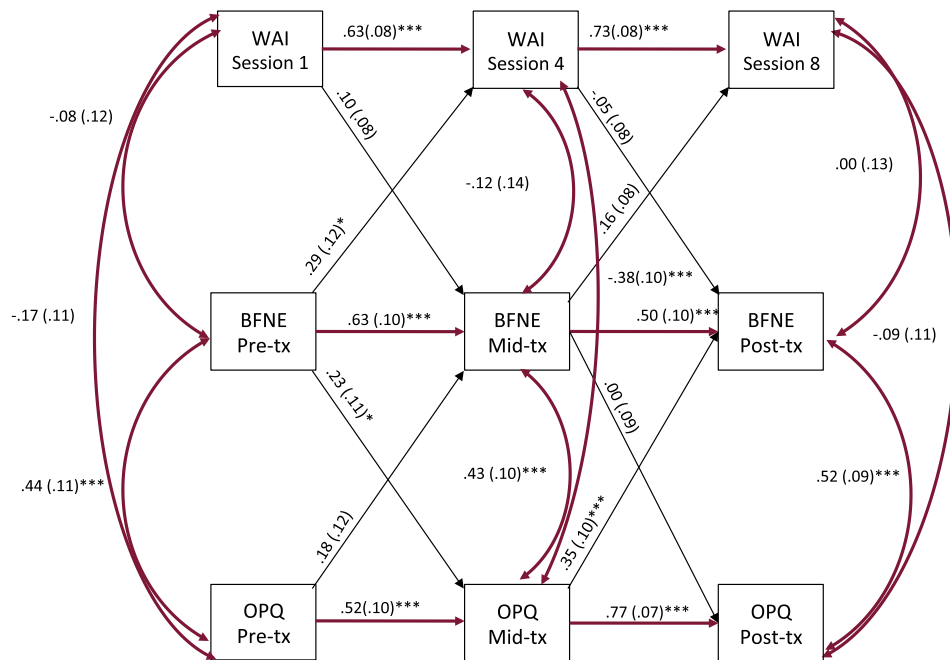 WAI
Session 1
.63(.08)***
WAI
Session 4
.73(.08)***
WAI
Session 8
-.08 (.12)
.10 (.08)
-.05 (.08)
.00 (.13)
-.12 (.14)
.29 (.12)*
.16 (.08)
-.38(.10)***
-.17 (.11)
BFNE
Pre-tx
.63 (.10)***
BFNE
Mid-tx
.50 (.10)***
BFNE
Post-tx
-.09 (.11)
.23 (.11)*
.00 (.09)
.44 (.11)***
.43 (.10)***
.52 (.09)***
.18 (.12)
.35 (.10)***
OPQ
Pre-tx
.52(.10)***
OPQ
Mid-tx
.77 (.07)***
OPQ
Post-tx